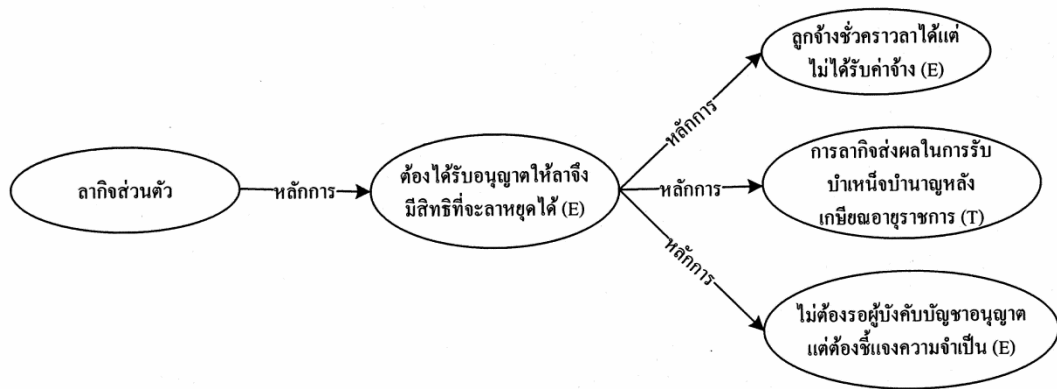 ลากิจส่วนตัว
หลักการ
ต้องได้รับอนุญาตให้ลาจึง
มีสิทธิที่จะลาหยุดได้ (E)
หลักการ
ลูกจ้างชั่วคราวลาได้แต่
ไม่ได้รับค่าจ้าง (E)
หลักการ
การลากิจส่งผลในการรับ
บำเหน็จบำนาญหลัง
เกษียณอายุราชการ (T)
หลักการ
ไม่ต้องรอผู้บังคับบัญชาอนุญาต
แต่ต้องชี้แจงความจำเป็น (E)